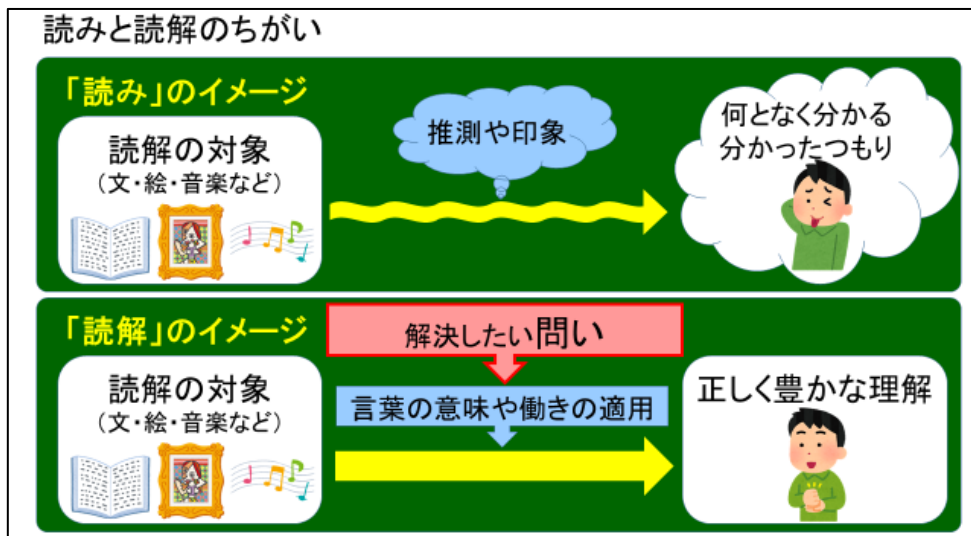 読みと読解のちがい
「読み」のイメージ
読解の対象
（文・絵・音楽など）
推測や印象
何となく分かる
分かったつもり
「読解」のイメージ
読解の対象
（文・絵・音楽など）
解決したい問い
言葉の意味や働きの適用
正しく豊かな理解